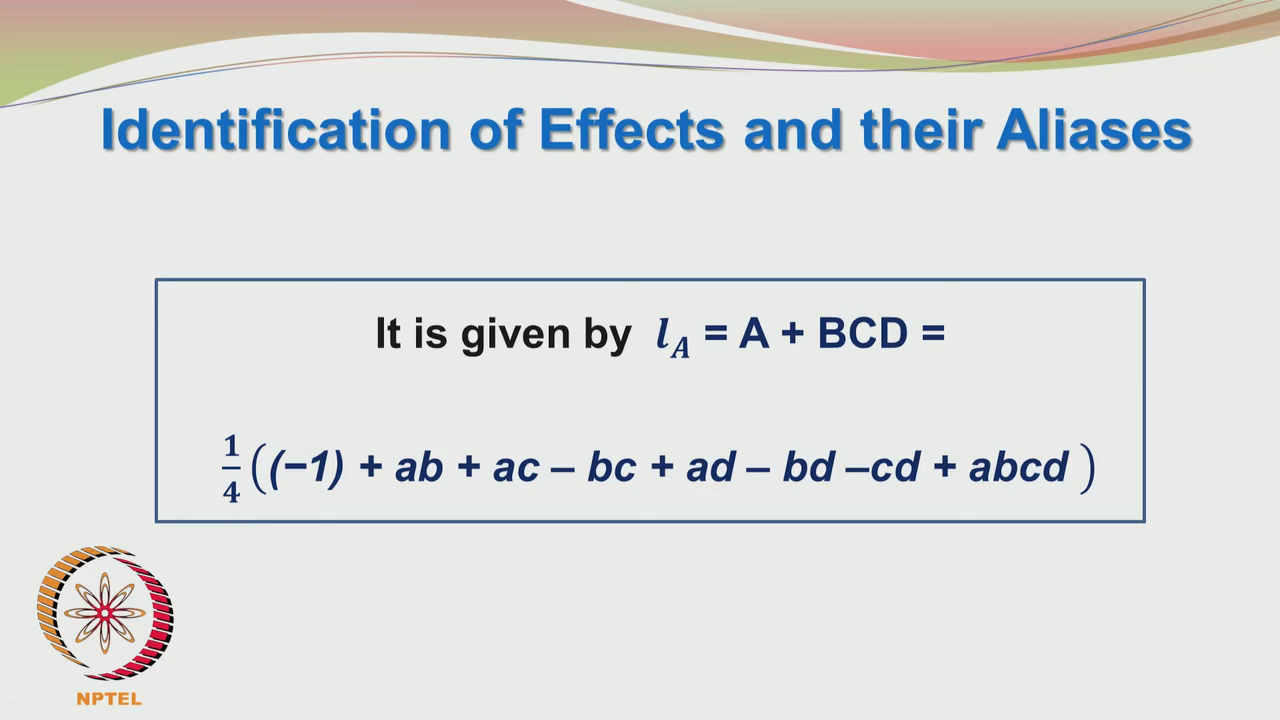 Identification of Effects and their Aliases
It is given by l_A = A + BCD =
1/4 ((−1) + ab + ac – bc + ad – bd –cd + abcd )
NPTEL